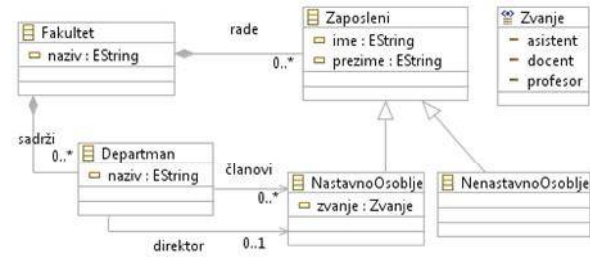 Fakultet
naziv : EString
rade
0..*
Zaposleni
ime : EString
prezime : EString
Zvanje
asistent
docent
profesor
sadrži
0..*
Departman
naziv : EString
članovi
0..*
direktor
0..1
NastavnoOsoblje
zvanje : Zvanje
NenastavnoOsoblje